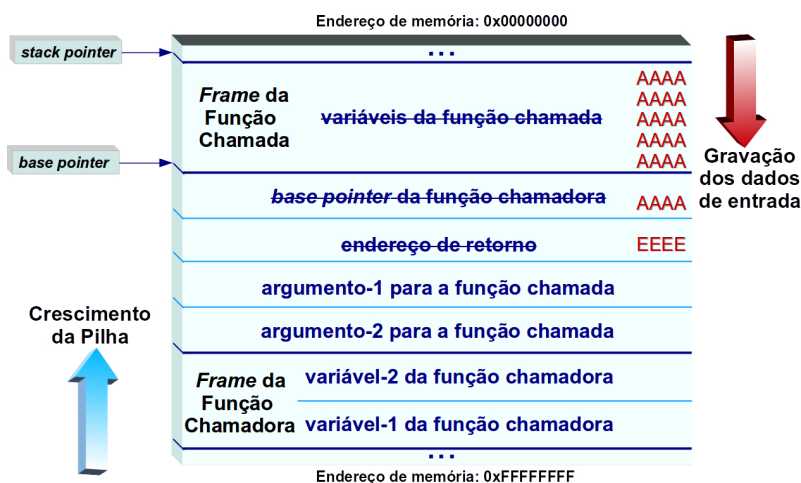 Endereço de memória: 0x00000000
stack pointer
...
Frame da
Função
Chamada
variáveis da função chamada
AAAA
AAAA
AAAA
AAAA
AAAA
Gravação
dos dados
de entrada
base pointer
base pointer da função chamadora
AAAA
endereço de retorno
EEEE
argumento-1 para a função chamada
argumento-2 para a função chamada
Crescimento
da Pilha
Frame da
Função
Chamadora
variável-2 da função chamadora
variável-1 da função chamadora
...
Endereço de memória: 0xFFFFFFFF